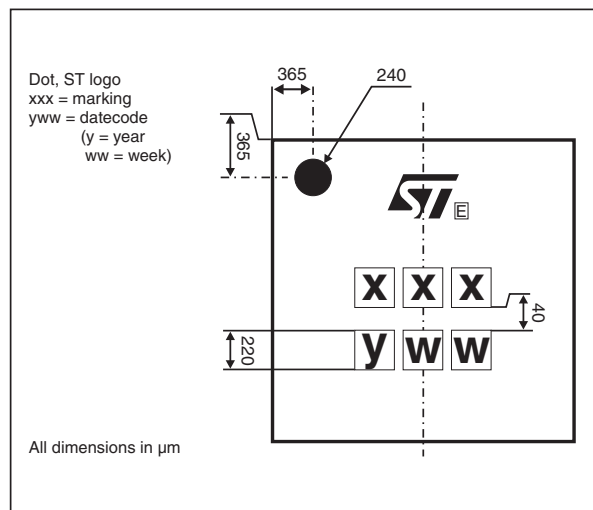 Dot, ST logo
xxx = marking
yww = datecode
(y = year
ww = week)
365
240
365
ST
E
x x x
40
y w w
220
All dimensions in µm